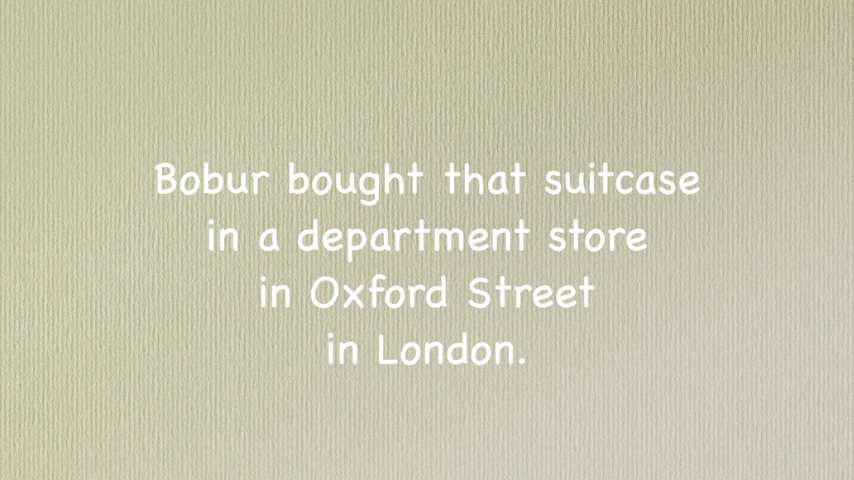 Bobur bought that suitcase
in a department store
in Oxford Street
in London.